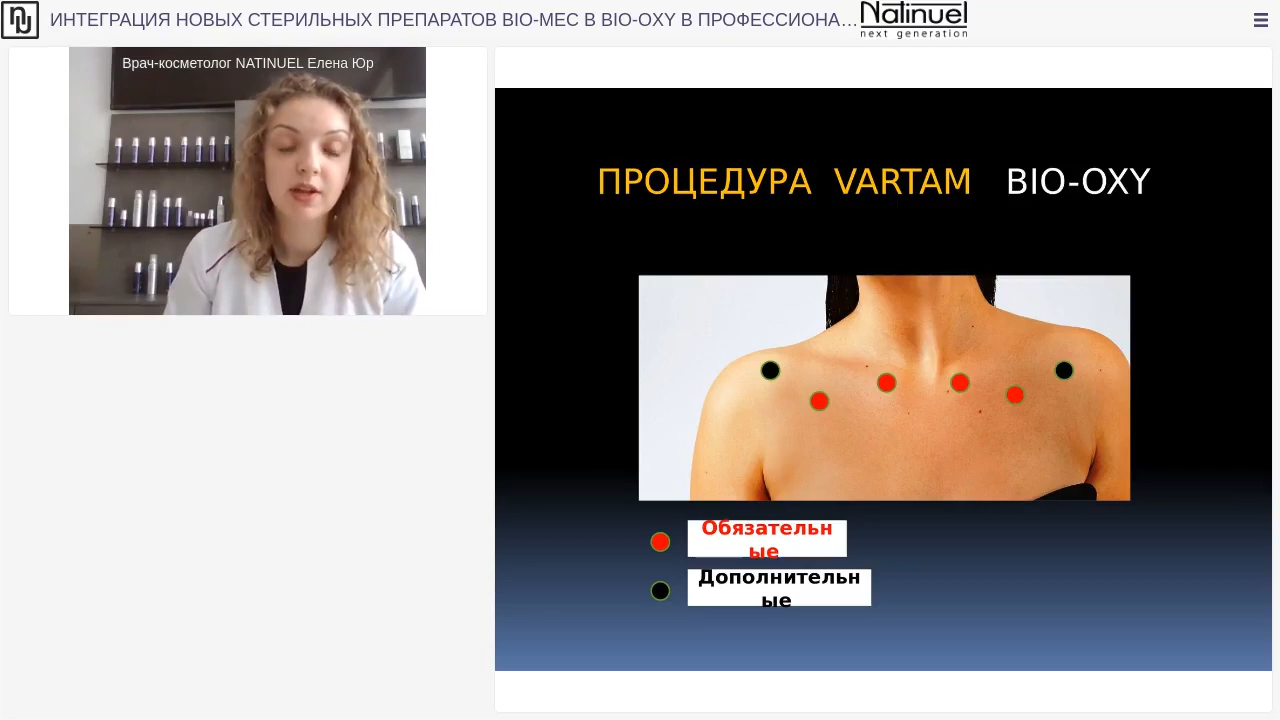 ИНТЕГРАЦИЯ НОВЫХ СТЕРИЛЬНЫХ ПРЕПАРАТОВ BIO-MEC В BIO-OXY В ПРОФЕССИОНА…
Natinuel
next generation
Врач-косметолог NATINUEL Елена Юр
ПРОЦЕДУРА VARTAM BIO-OXY
Обязательн
ые
Дополнительн
ые